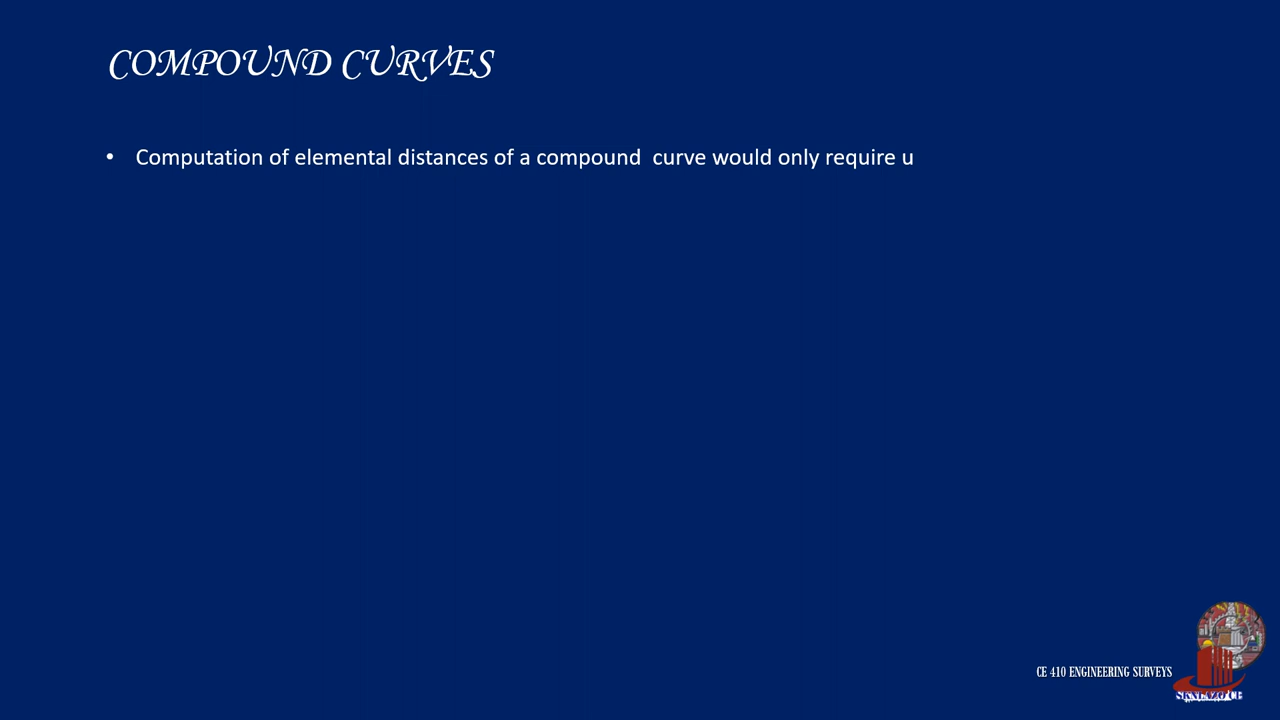 COMPOUND CURVES
• Computation of elemental distances of a compound  curve would only require u
CE 410 ENGINEERING SURVEYS